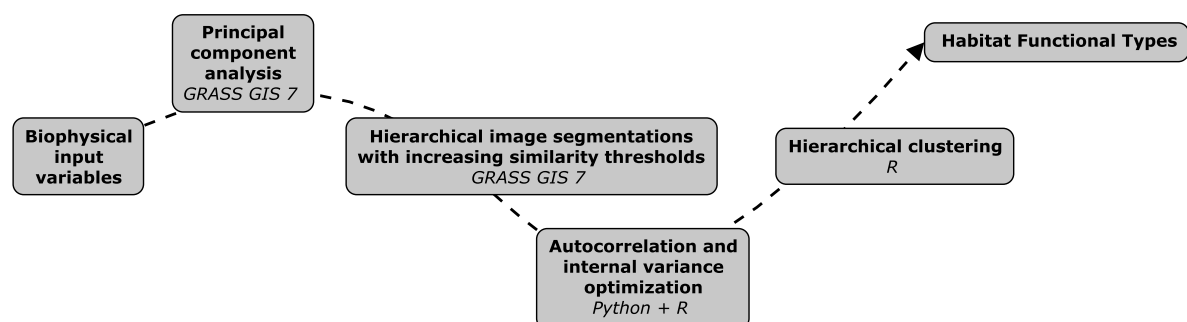 Biophysical
input
variables
Principal
component
analysis
GRASS GIS 7
Hierarchical image segmentations
with increasing similarity thresholds
GRASS GIS 7
Autocorrelation and
internal variance
optimization
Python + R
Hierarchical clustering
R
Habitat Functional Types